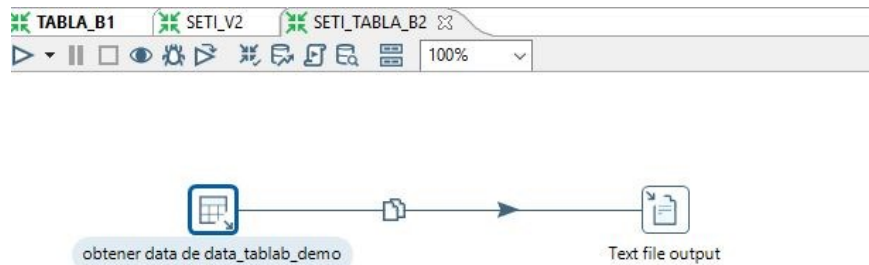 TABLA_B1 SETI_V2 SETI_TABLA_B2
100%
obtener data de data_tablab_demo Text file output